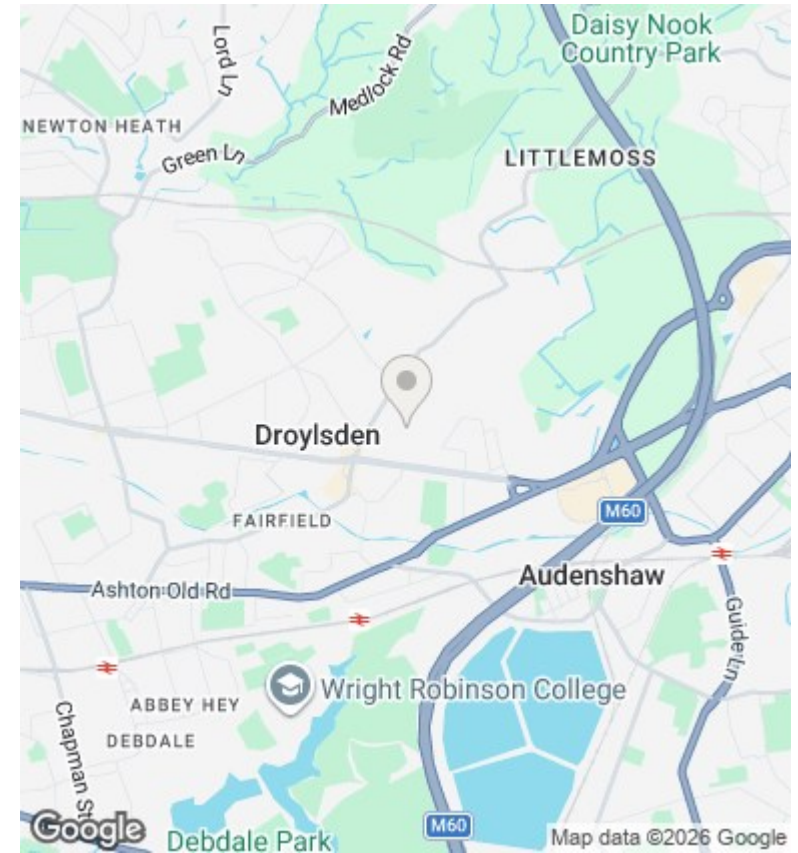 Daisy Nook
Country Park
Lord Ln
Medlock Rd
NEWTON HEATH
Green Ln
LITTLEMOSS
Droylsden
FAIRFIELD
M60
Ashton Old Rd
Audenshaw
Guide Ln
Wright Robinson College
ABBEY HEY
DEBDALE
Chapman St
M60
Google
Debdale Park
Map data ©2026 Google